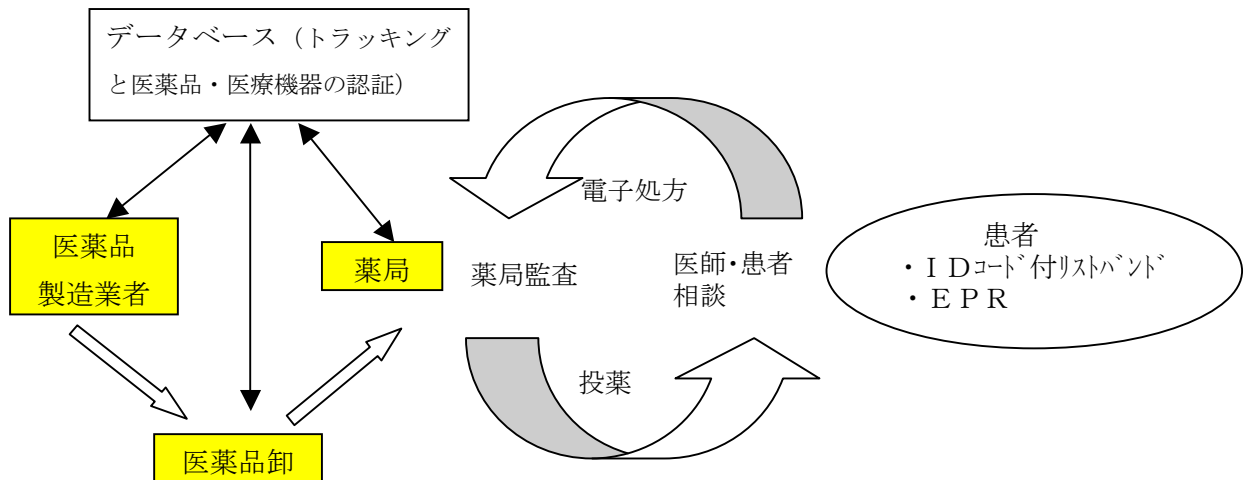 データベース（トラッキング
と医薬品・医療機器の認証）
電子処方
医薬品
製造業者
薬局
薬局監査
医師・患者
相談
患者
・ＩＤｺｰﾄﾞ付ﾘｽﾄﾊﾞﾝﾄﾞ
・ＥＰＲ
投薬
医薬品卸